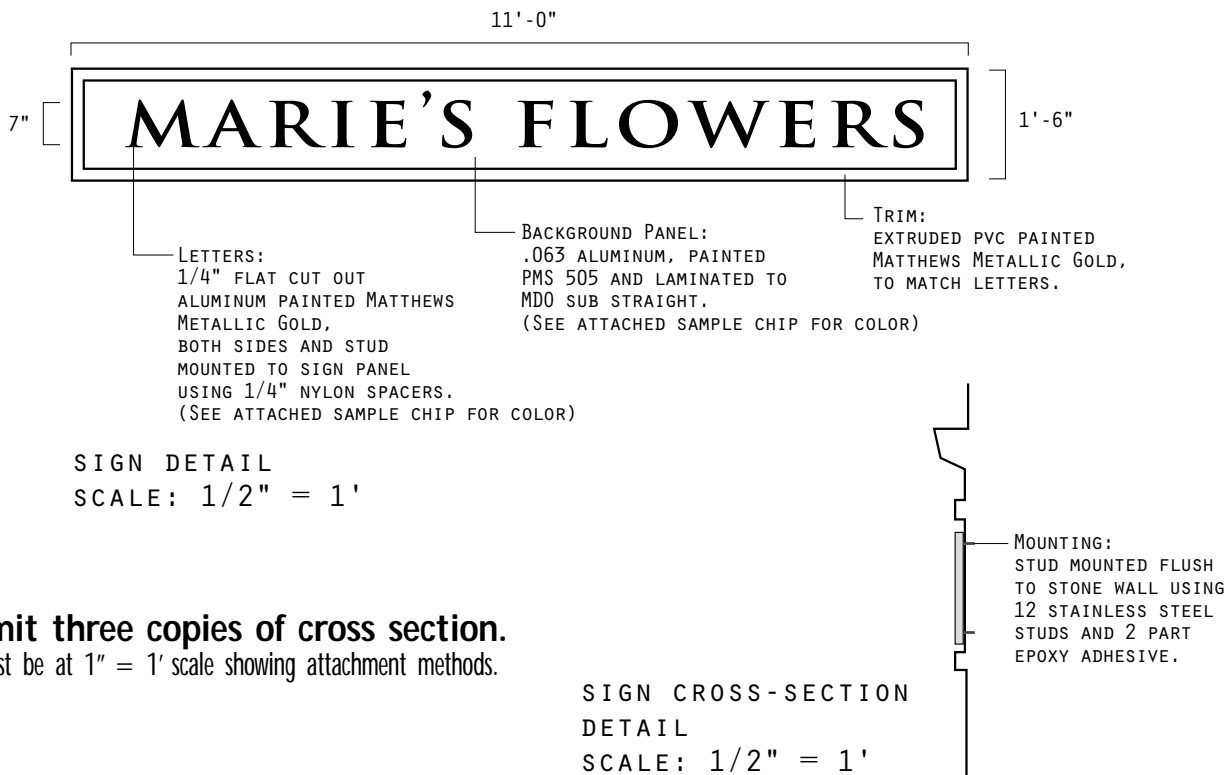 11'-0"
7"
MARIE'S FLOWERS
1'-6"
LETTERS:
1/4" FLAT CUT OUT
ALUMINUM PAINTED MATTHEWS
METALLIC GOLD,
BOTH SIDES AND STUD
MOUNTED TO SIGN PANEL
USING 1/4" NYLON SPACERS.
(SEE ATTACHED SAMPLE CHIP FOR COLOR)
BACKGROUND PANEL:
.063 ALUMINUM, PAINTED
PMS 505 AND LAMINATED TO
MDO SUB STRAIGHT.
(SEE ATTACHED SAMPLE CHIP FOR COLOR)
TRIM:
EXTRUDED PVC PAINTED
MATTHEWS METALLIC GOLD,
TO MATCH LETTERS.
SIGN DETAIL
SCALE: 1/2" = 1'
mit three copies of cross section.
st be at 1" = 1' scale showing attachment methods.
MOUNTING:
STUD MOUNTED FLUSH
TO STONE WALL USING
12 STAINLESS STEEL
STUDS AND 2 PART
EPOXY ADHESIVE.
SIGN CROSS-SECTION
DETAIL
SCALE: 1/2" = 1'